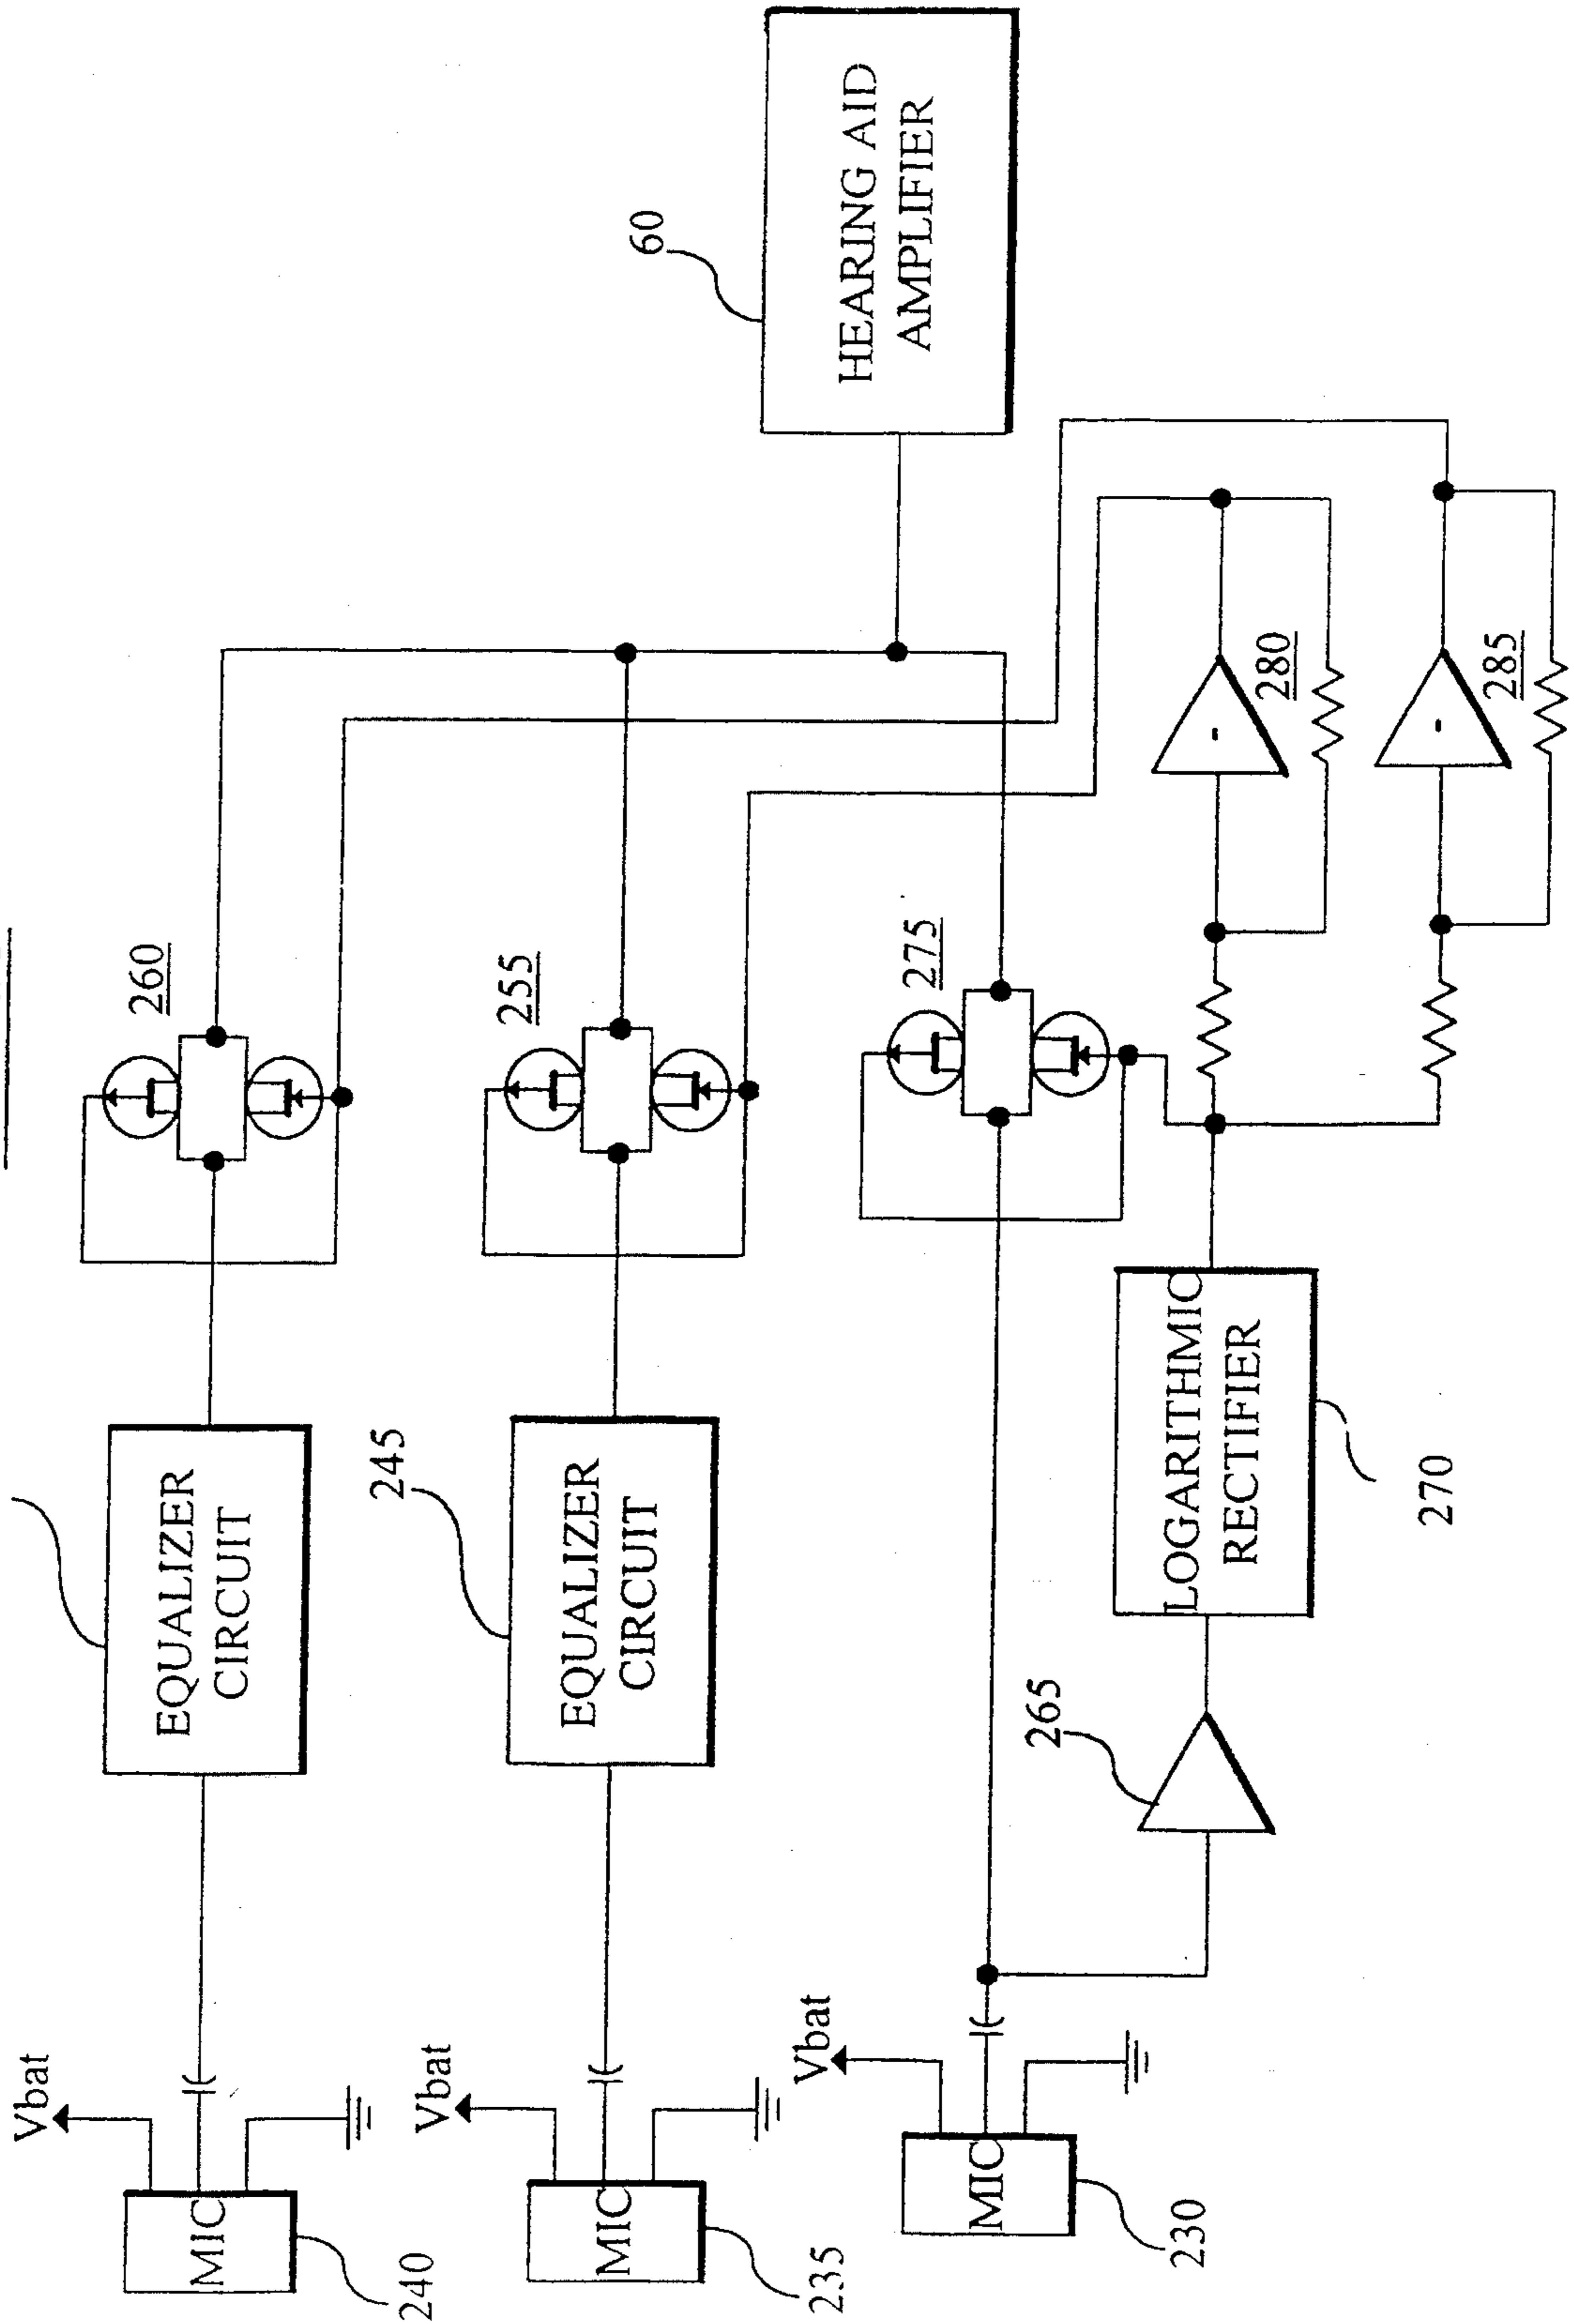 260
255
275
60
HEARING AID
AMPLIFIER
280
285
EQUALIZER
CIRCUIT
245
EQUALIZER
CIRCUIT
265
LOGARITHMIC
RECTIFIER
270
Vbat
MIC
240
Vbat
MIC
235
Vbat
MIC
230
-
-